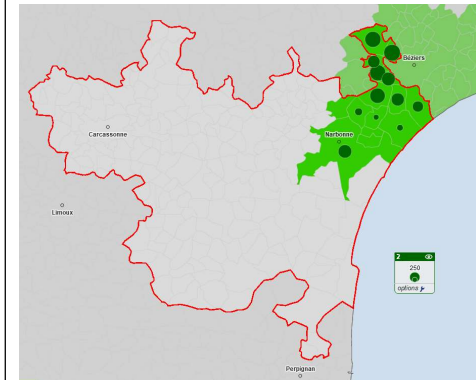 Béziers
Carcassonne
Narbonne
Limoux
2
250
options
Perpignan